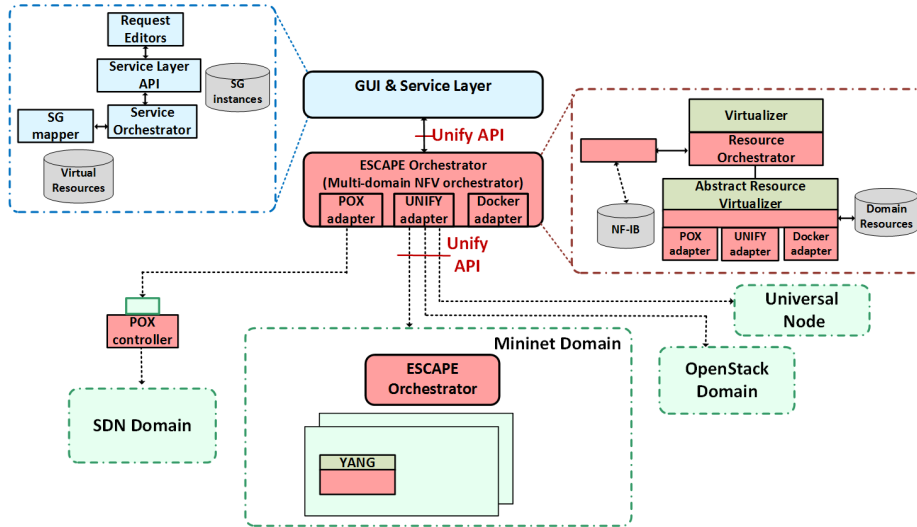 Request
Editors
Service Layer
API
SG
instances
SG
mapper
Service
Orchestrator
Virtual
Resources
GUI & Service Layer
Unify API
ESCAPE Orchestrator
(Multi-domain NFV orchestrator)
POX
adapter
UNIFY
adapter
Docker
adapter
Unify
API
Virtualizer
Resource
Orchestrator
Abstract Resource
Virtualizer
NF-IB
Domain
Resources
POX
adapter
UNIFY
adapter
Docker
adapter
POX
controller
SDN Domain
Mininet Domain
ESCAPE
Orchestrator
YANG
Universal
Node
OpenStack
Domain